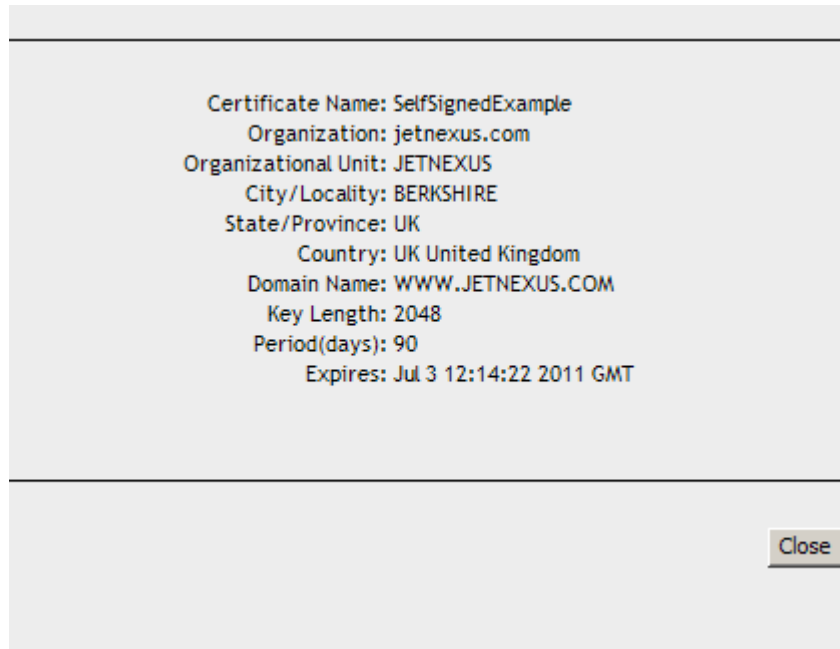 Certificate Name: SelfSignedExample
Organization: jetnexus.com
Organizational Unit: JETNEXUS
City/Locality: BERKSHIRE
State/Province: UK
Country: UK United Kingdom
Domain Name: WWW.JETNEXUS.COM
Key Length: 2048
Period(days): 90
Expires: Jul 3 12:14:22 2011 GMT
Close